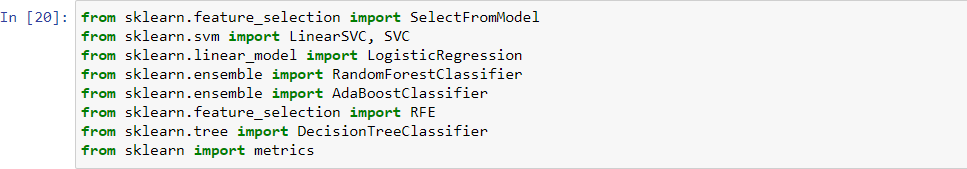 In [20]: from sklearn.feature_selection import SelectFromModel
from sklearn.svm import LinearSVC, SVC
from sklearn.linear_model import LogisticRegression
from sklearn.ensemble import RandomForestClassifier
from sklearn.ensemble import AdaBoostClassifier
from sklearn.feature_selection import RFE
from sklearn.tree import DecisionTreeClassifier
from sklearn import metrics